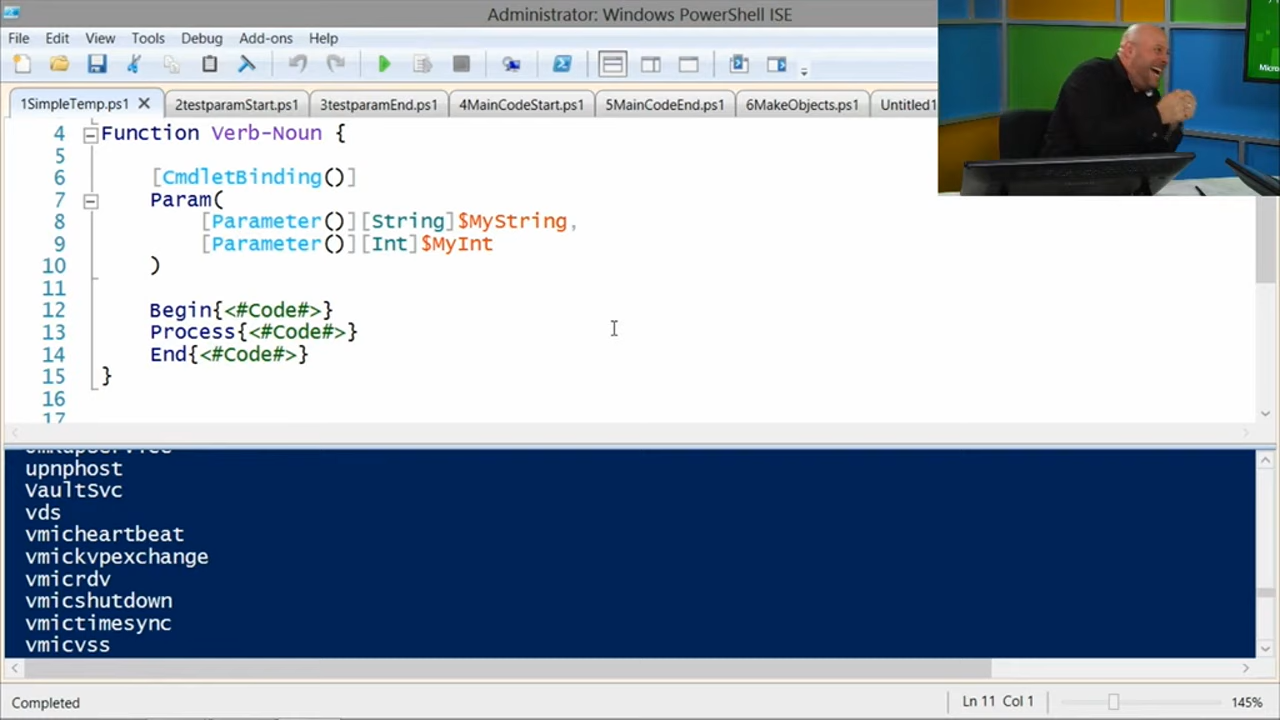 Administrator: Windows PowerShell ISE
File Edit View Tools Debug Add-ons Help
1SimpleTemp.ps1 2testparamStart.ps1 3testparamEnd.ps1 4MainCodeStart.ps1 5MainCodeEnd.ps1 6MakeObjects.ps1 Untitled1
Micro
4 Function Verb-Noun {
5
6 [CmdletBinding()]
7 Param(
8 [Parameter()][String]$MyString,
9 [Parameter()][Int]$MyInt
10 )
11
12 Begin{<#Code#>}
13 Process{<#Code#>}
14 End{<#Code#>}
15 }
16
17
upnphost
VaultSvc
vds
vmicheartbeat
vmickvpexchange
vmicrdv
vmicshutdown
vmictimesync
vmicvss
Completed Ln 11 Col 1 145%